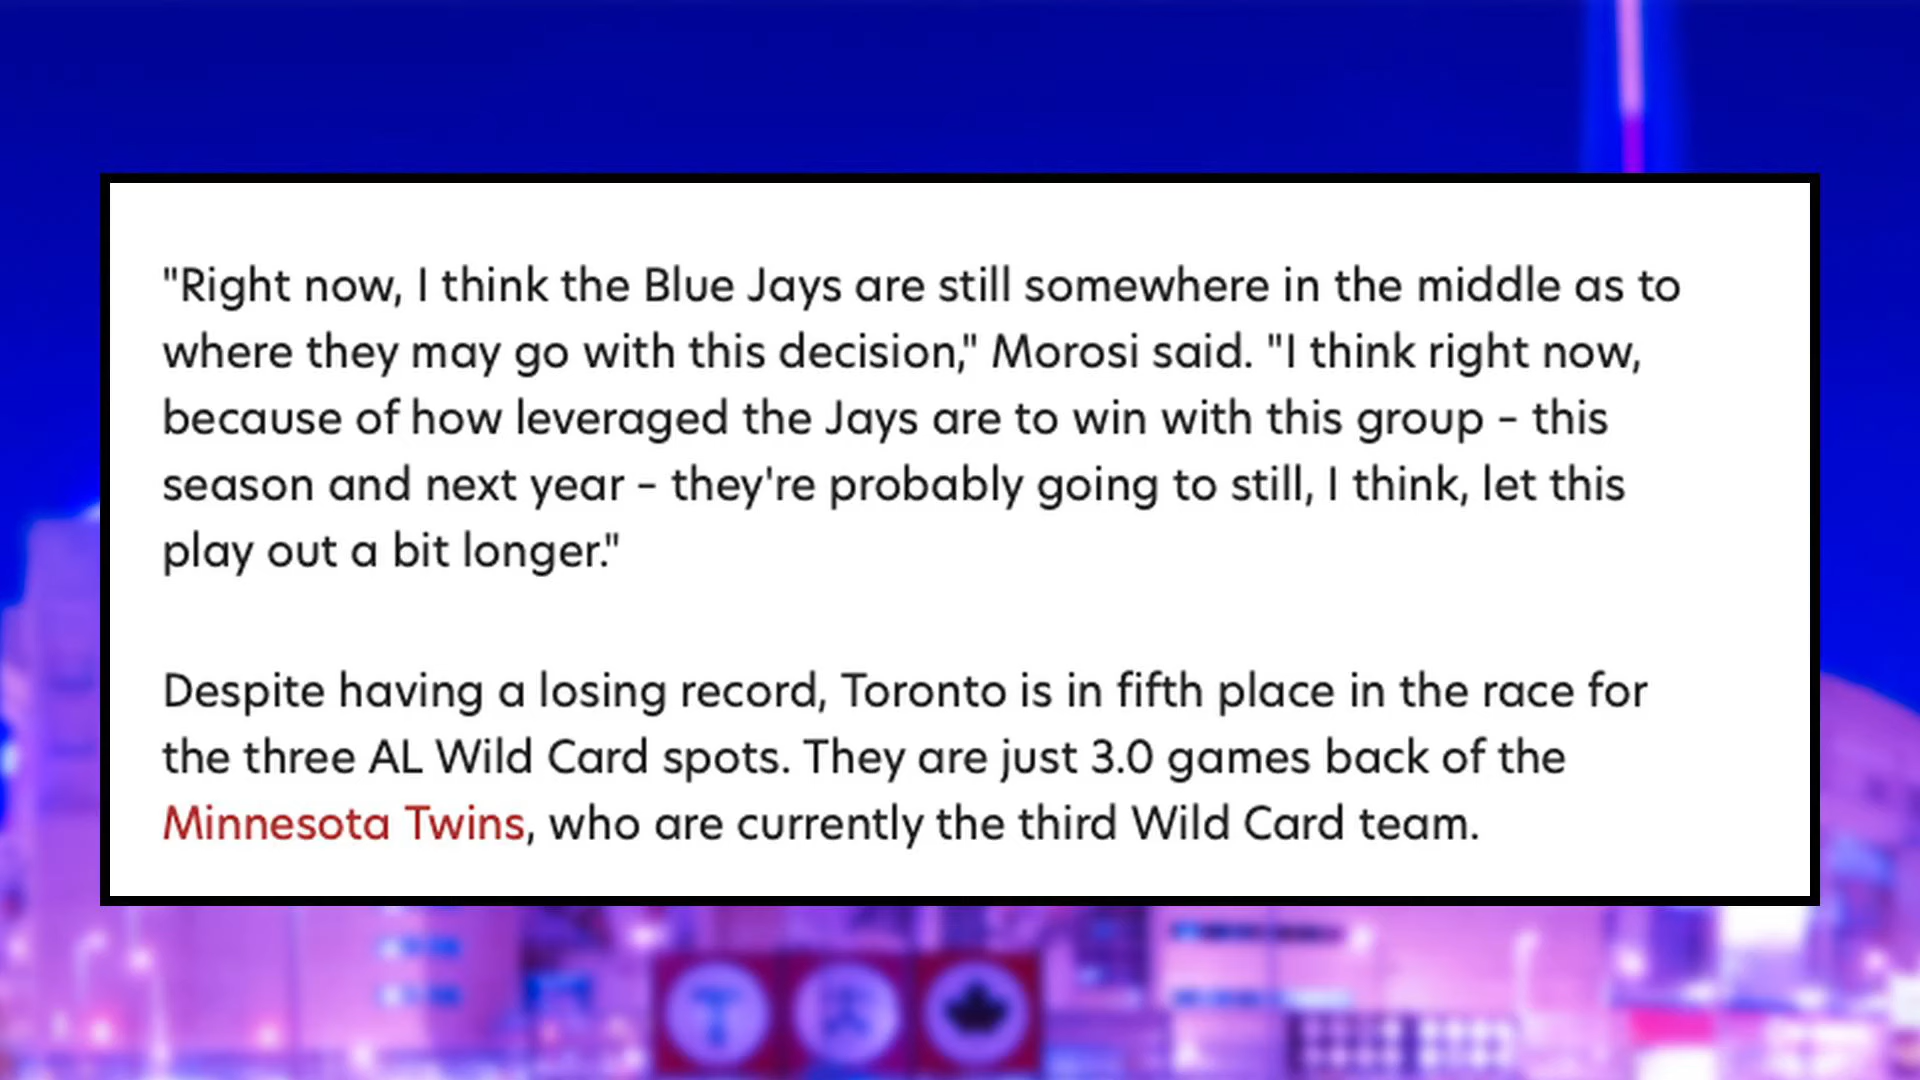 "Right now, I think the Blue Jays are still somewhere in the middle as to
where they may go with this decision," Morosi said. "I think right now,
because of how leveraged the Jays are to win with this group – this
season and next year – they're probably going to still, I think, let this
play out a bit longer."
Despite having a losing record, Toronto is in fifth place in the race for
the three AL Wild Card spots. They are just 3.0 games back of the
Minnesota Twins, who are currently the third Wild Card team.